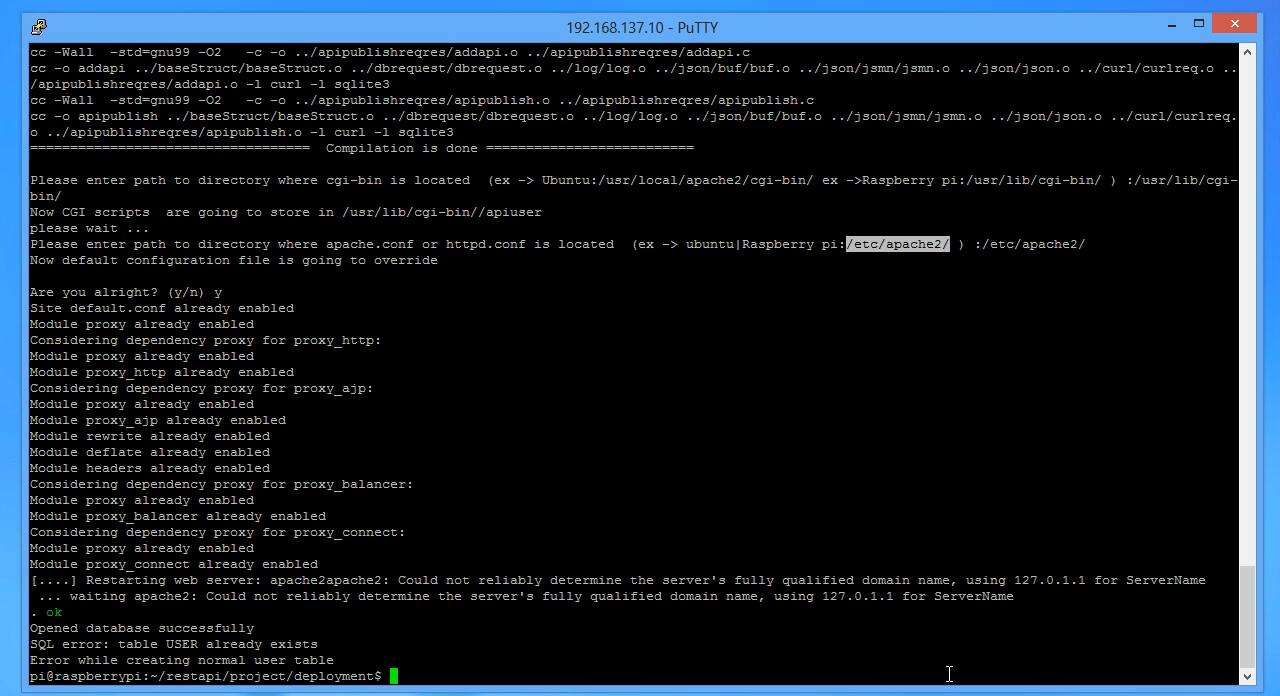 192.168.137.10 - PuTTY
cc -Wall  -std=gnu99 -O2   -c -o ../apipublishreqres/addapi.o ../apipublishreqres/addapi.c
cc -o addapi ../baseStruct/baseStruct.o ../dbrequest/dbrequest.o ../log/log.o ../json/buf/buf.o ../json/jsmn/jsmn.o ../json/json.o ../curl/curlreq.o ..
/apipublishreqres/addapi.o -l curl -l sqlite3
cc -Wall  -std=gnu99 -O2   -c -o ../apipublishreqres/apipublish.o ../apipublishreqres/apipublish.c
cc -o apipublish ../baseStruct/baseStruct.o ../dbrequest/dbrequest.o ../log/log.o ../json/buf/buf.o ../json/jsmn/jsmn.o ../json/json.o ../curl/curlreq.
o ../apipublishreqres/apipublish.o -l curl -l sqlite3
===================================  Compilation is done ==========================
Please enter path to directory where cgi-bin is located  (ex -> Ubuntu:/usr/local/apache2/cgi-bin/ ex ->Raspberry pi:/usr/lib/cgi-bin/ ) :/usr/lib/cgi-
bin/
Now CGI scripts  are going to store in /usr/lib/cgi-bin//apiuser
please wait ...
Please enter path to directory where apache.conf or httpd.conf is located  (ex -> ubuntu|Raspberry pi:/etc/apache2/ ) :/etc/apache2/
Now default configuration file is going to override
Are you alright? (y/n) y
Site default.conf already enabled
Module proxy already enabled
Considering dependency proxy for proxy_http:
Module proxy already enabled
Module proxy_http already enabled
Considering dependency proxy for proxy_ajp:
Module proxy already enabled
Module proxy_ajp already enabled
Module rewrite already enabled
Module deflate already enabled
Module headers already enabled
Considering dependency proxy for proxy_balancer:
Module proxy already enabled
Module proxy_balancer already enabled
Considering dependency proxy for proxy_connect:
Module proxy already enabled
Module proxy_connect already enabled
[....] Restarting web server: apache2apache2: Could not reliably determine the server's fully qualified domain name, using 127.0.1.1 for ServerName
 ... waiting apache2: Could not reliably determine the server's fully qualified domain name, using 127.0.1.1 for ServerName
. ok
Opened database successfully
SQL error: table USER already exists
Error while creating normal user table
pi@raspberrypi:~/restapi/project/deployment$